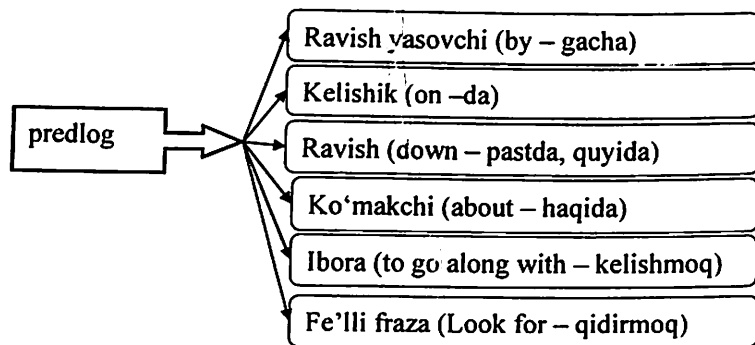 predlog
Ravish yasovchi (by – gacha)
Kelishik (on –da)
Ravish (down – pastda, quyida)
Ko‘makchi (about – haqida)
Ibora (to go along with – kelishmoq)
Fe’lli fraza (Look for – qidirmoq)